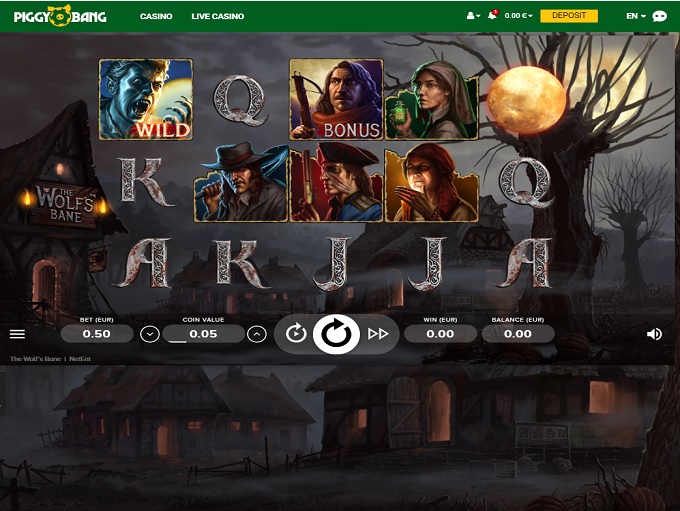 PIGGY BANG CASINO LIVE CASINO 0.00 € DEPOSIT EN
WILD Q BONUS
THE WOLF'S BANE
K Q
A K J J A
BET (EUR) COIN VALUE WIN (EUR) BALANCE (EUR)
0.50 0.05 0.00 0.00
The Wolf's Bane | NetEnt